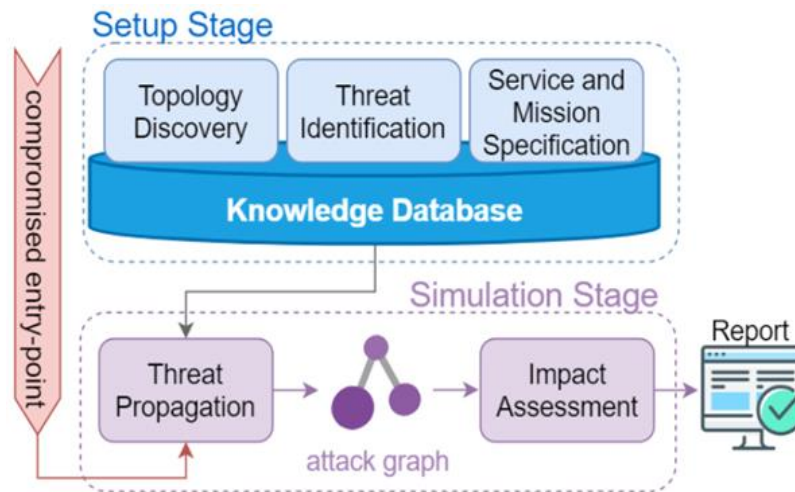 Setup Stage
compromised entry-point
Topology
Discovery
Threat
Identification
Service and
Mission
Specification
Knowledge Database
Simulation Stage
Threat
Propagation
attack graph
Impact
Assessment
Report